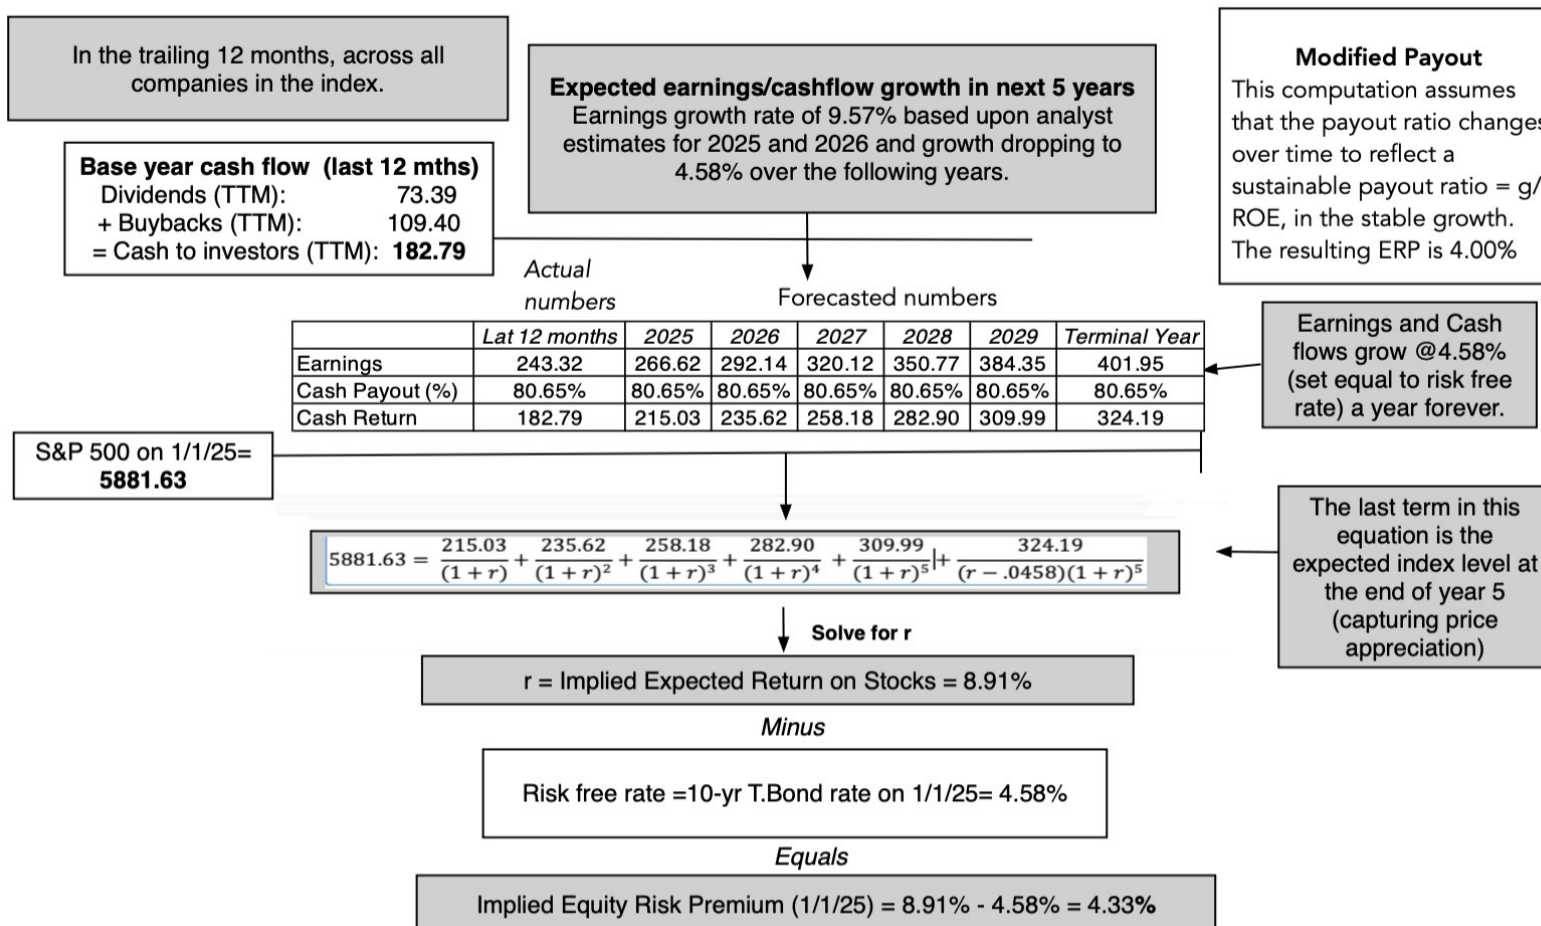 In the trailing 12 months, across all
companies in the index.
Expected earnings/cashflow growth in next 5 years
Earnings growth rate of 9.57% based upon analyst
estimates for 2025 and 2026 and growth dropping to
4.58% over the following years.
Modified Payout
This computation assumes
that the payout ratio changes
over time to reflect a
sustainable payout ratio = g/
ROE, in the stable growth.
The resulting ERP is 4.00%
Base year cash flow (last 12 mths)
Dividends (TTM): 73.39
+ Buybacks (TTM): 109.40
= Cash to investors (TTM): 182.79
Actual
numbers
Forecasted numbers
Lat 12 months 2025 2026 2027 2028 2029 Terminal Year
Earnings 243.32 266.62 292.14 320.12 350.77 384.35 401.95
Cash Payout (%) 80.65% 80.65% 80.65% 80.65% 80.65% 80.65% 80.65%
Cash Return 182.79 215.03 235.62 258.18 282.90 309.99 324.19
Earnings and Cash
flows grow @4.58%
(set equal to risk free
rate) a year forever.
S&P 500 on 1/1/25=
5881.63
5881.63 = 215.03/(1 + r) + 235.62/(1 + r)² + 258.18/(1 + r)³ + 282.90/(1 + r)⁴ + 309.99/(1 + r)⁵ + 324.19/(r − .0458)(1 + r)⁵
The last term in this
equation is the
expected index level at
the end of year 5
(capturing price
appreciation)
Solve for r
r = Implied Expected Return on Stocks = 8.91%
Minus
Risk free rate =10-yr T.Bond rate on 1/1/25= 4.58%
Equals
Implied Equity Risk Premium (1/1/25) = 8.91% - 4.58% = 4.33%